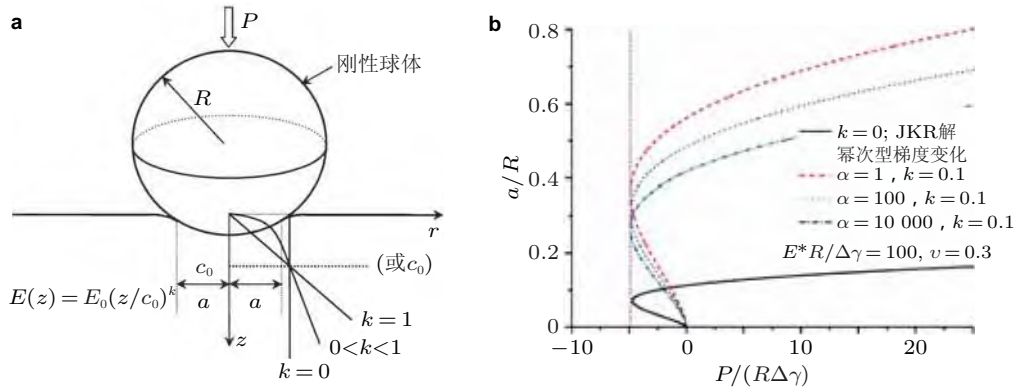 a
P
刚性球体
R
r
c₀
(或c₀)
E(z) = E₀(z/c₀)ᵏ
a
a
k = 1
z
0<k<1
k = 0
b
0.8
0.6
0.4
0.2
0
a/R
k = 0; JKR解
幂次型梯度变化
α = 1 , k = 0.1
α = 100 , k = 0.1
α = 10 000 , k = 0.1
E*R/Δγ = 100, υ = 0.3
−10
0
10
20
P/(RΔγ)